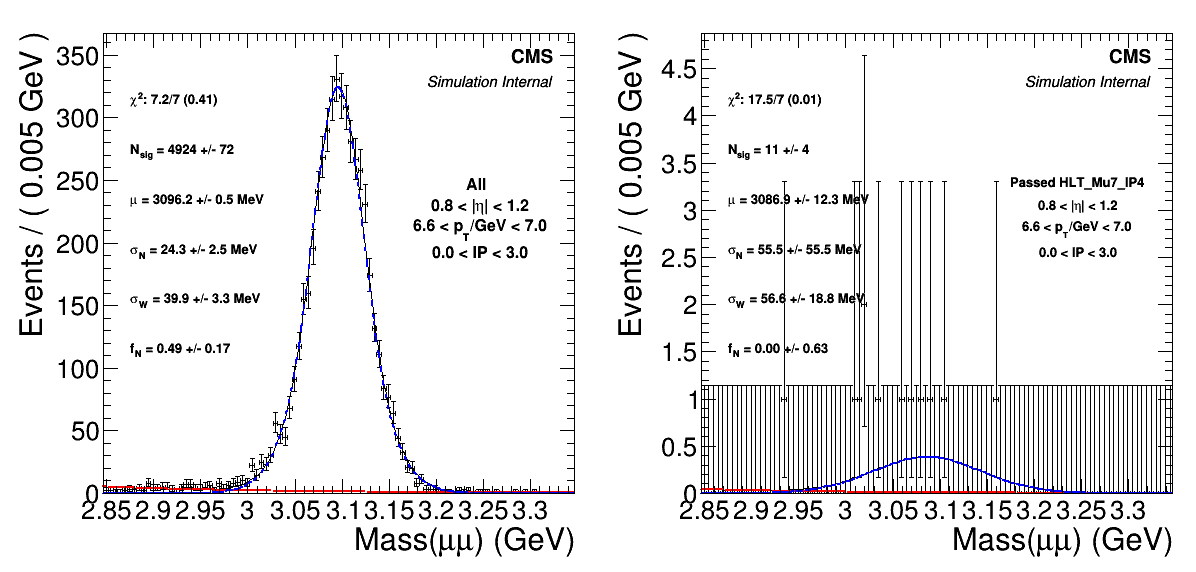 CMS
Simulation Internal
χ²: 7.2/7 (0.41)
N_sig = 4924 +/- 72
μ = 3096.2 +/- 0.5 MeV
σ_N = 24.3 +/- 2.5 MeV
σ_W = 39.9 +/- 3.3 MeV
f_N = 0.49 +/- 0.17
All
0.8 < |η| < 1.2
6.6 < p_T/GeV < 7.0
0.0 < IP < 3.0
Events / ( 0.005 GeV )
350
300
250
200
150
100
50
0
2.85 2.9 2.95 3 3.05 3.1 3.15 3.2 3.25 3.3
Mass(μμ) (GeV)
CMS
Simulation Internal
χ²: 17.5/7 (0.01)
N_sig = 11 +/- 4
μ = 3086.9 +/- 12.3 MeV
σ_N = 55.5 +/- 55.5 MeV
σ_W = 56.6 +/- 18.8 MeV
f_N = 0.00 +/- 0.63
Passed HLT_Mu7_IP4
0.8 < |η| < 1.2
6.6 < p_T/GeV < 7.0
0.0 < IP < 3.0
Events / ( 0.005 GeV )
4.5
4
3.5
3
2.5
2
1.5
1
0.5
0
2.85 2.9 2.95 3 3.05 3.1 3.15 3.2 3.25 3.3
Mass(μμ) (GeV)